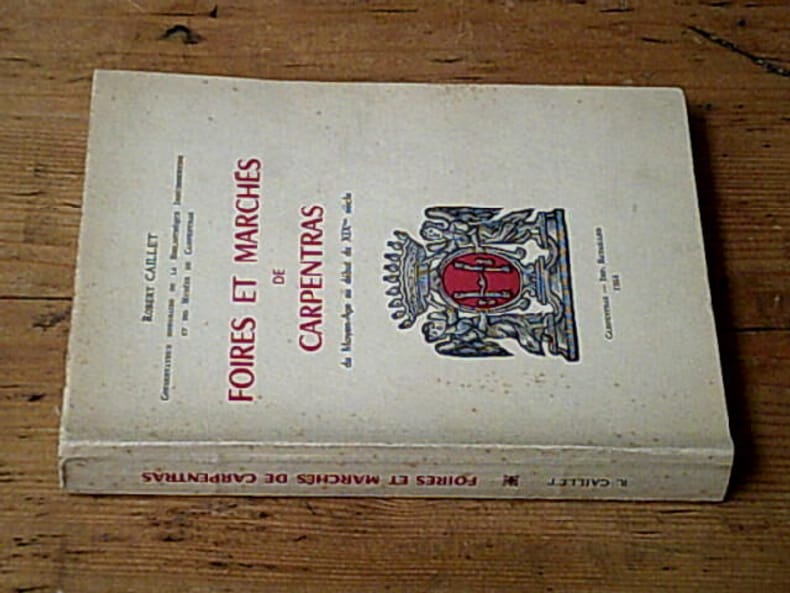 ROBERT CAILLET
CONSERVATEUR HONORAIRE DE LA BIBLIOTHÈQUE INGUIMBERTINE
ET DES MUSÉES DE CARPENTRAS
FOIRES ET MARCHÉS
DE
CARPENTRAS
du Moyen-Age au début du XIXme siècle
CARPENTRAS — IMP. BATAILLER
1964
R. CAILLET FOIRES ET MARCHÉS DE CARPENTRAS